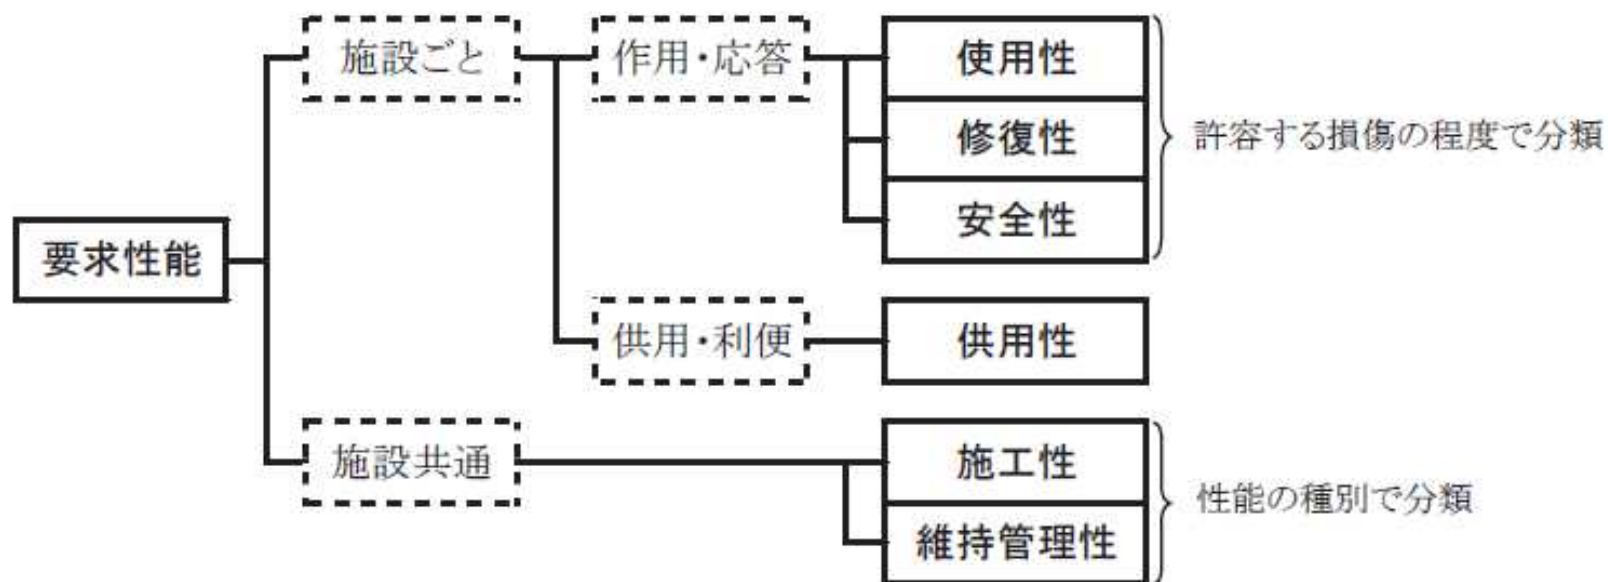 施設ごと
作用・応答
使用性
修復性
安全性
許容する損傷の程度で分類
要求性能
供用・利便
供用性
施設共通
施工性
維持管理性
性能の種別で分類